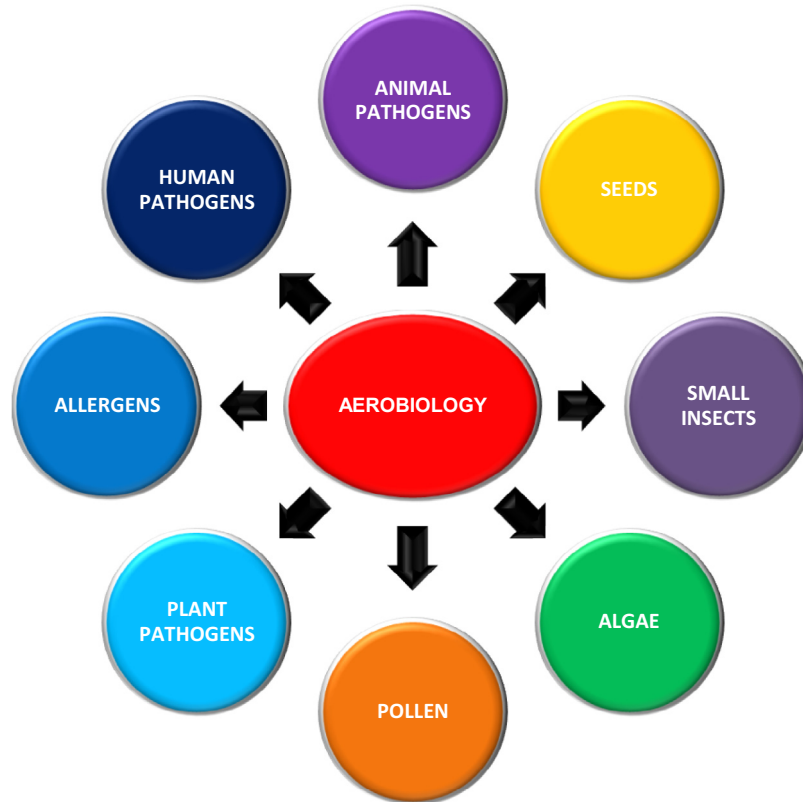 ANIMAL
PATHOGENS
HUMAN
PATHOGENS
SEEDS
ALLERGENS
AEROBIOLOGY
SMALL
INSECTS
PLANT
PATHOGENS
ALGAE
POLLEN